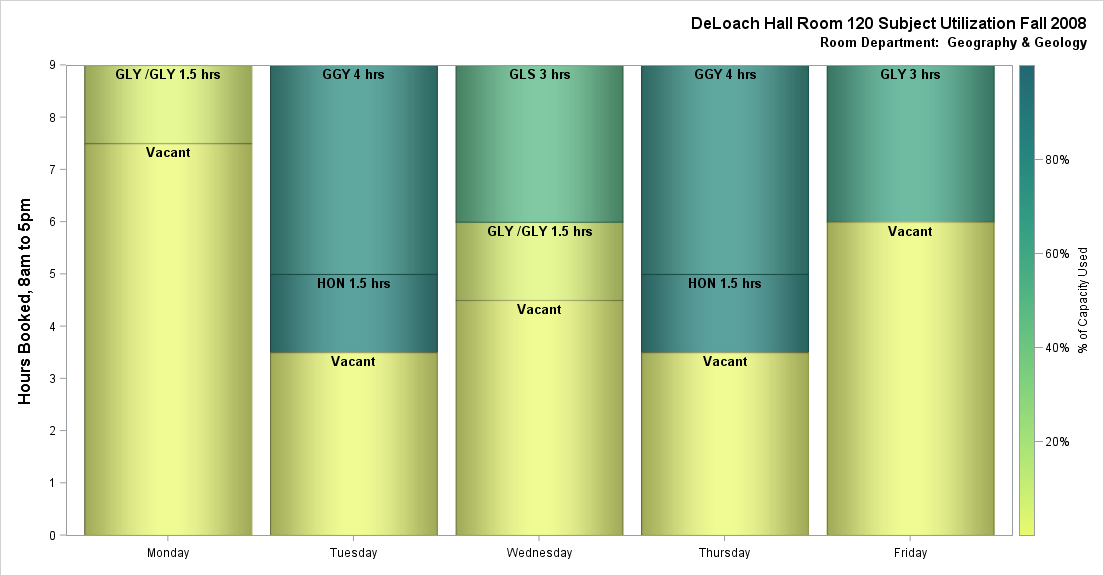 DeLoach Hall Room 120 Subject Utilization Fall 2008
Room Department:  Geography & Geology
Hours Booked, 8am to 5pm
9
8
7
6
5
4
3
2
1
0
GLY /GLY 1.5 hrs
Vacant
GGY 4 hrs
HON 1.5 hrs
Vacant
GLS 3 hrs
GLY /GLY 1.5 hrs
Vacant
GGY 4 hrs
HON 1.5 hrs
Vacant
GLY 3 hrs
Vacant
Monday
Tuesday
Wednesday
Thursday
Friday
80%
60%
40%
20%
% of Capacity Used